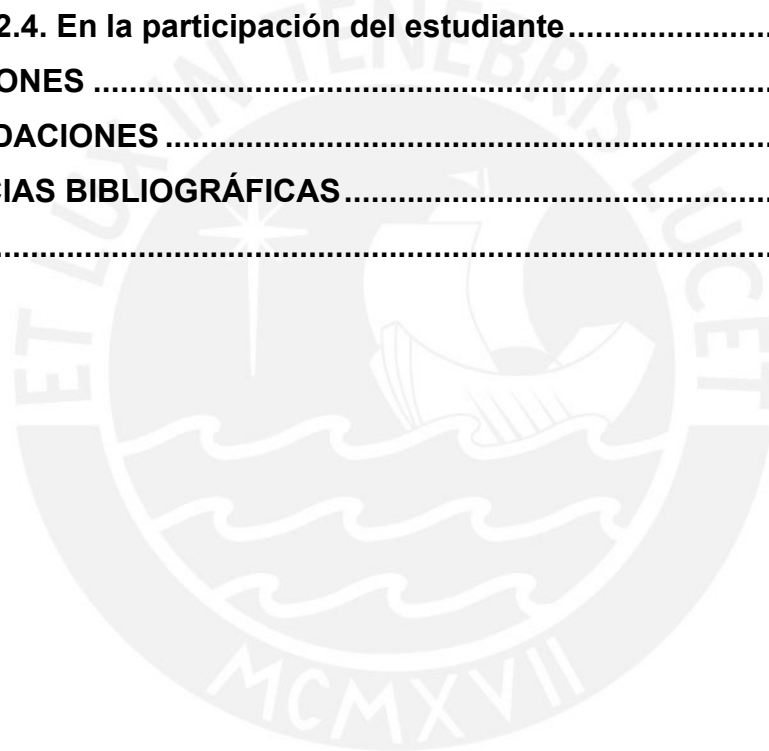 2.4. En la participación del estudiante........................
ONES ................................................................................
DACIONES ........................................................................
CIAS BIBLIOGRÁFICAS....................................................
..........................................................................................
ET LUX IN TENEBRIS LUCET
MCMXVII